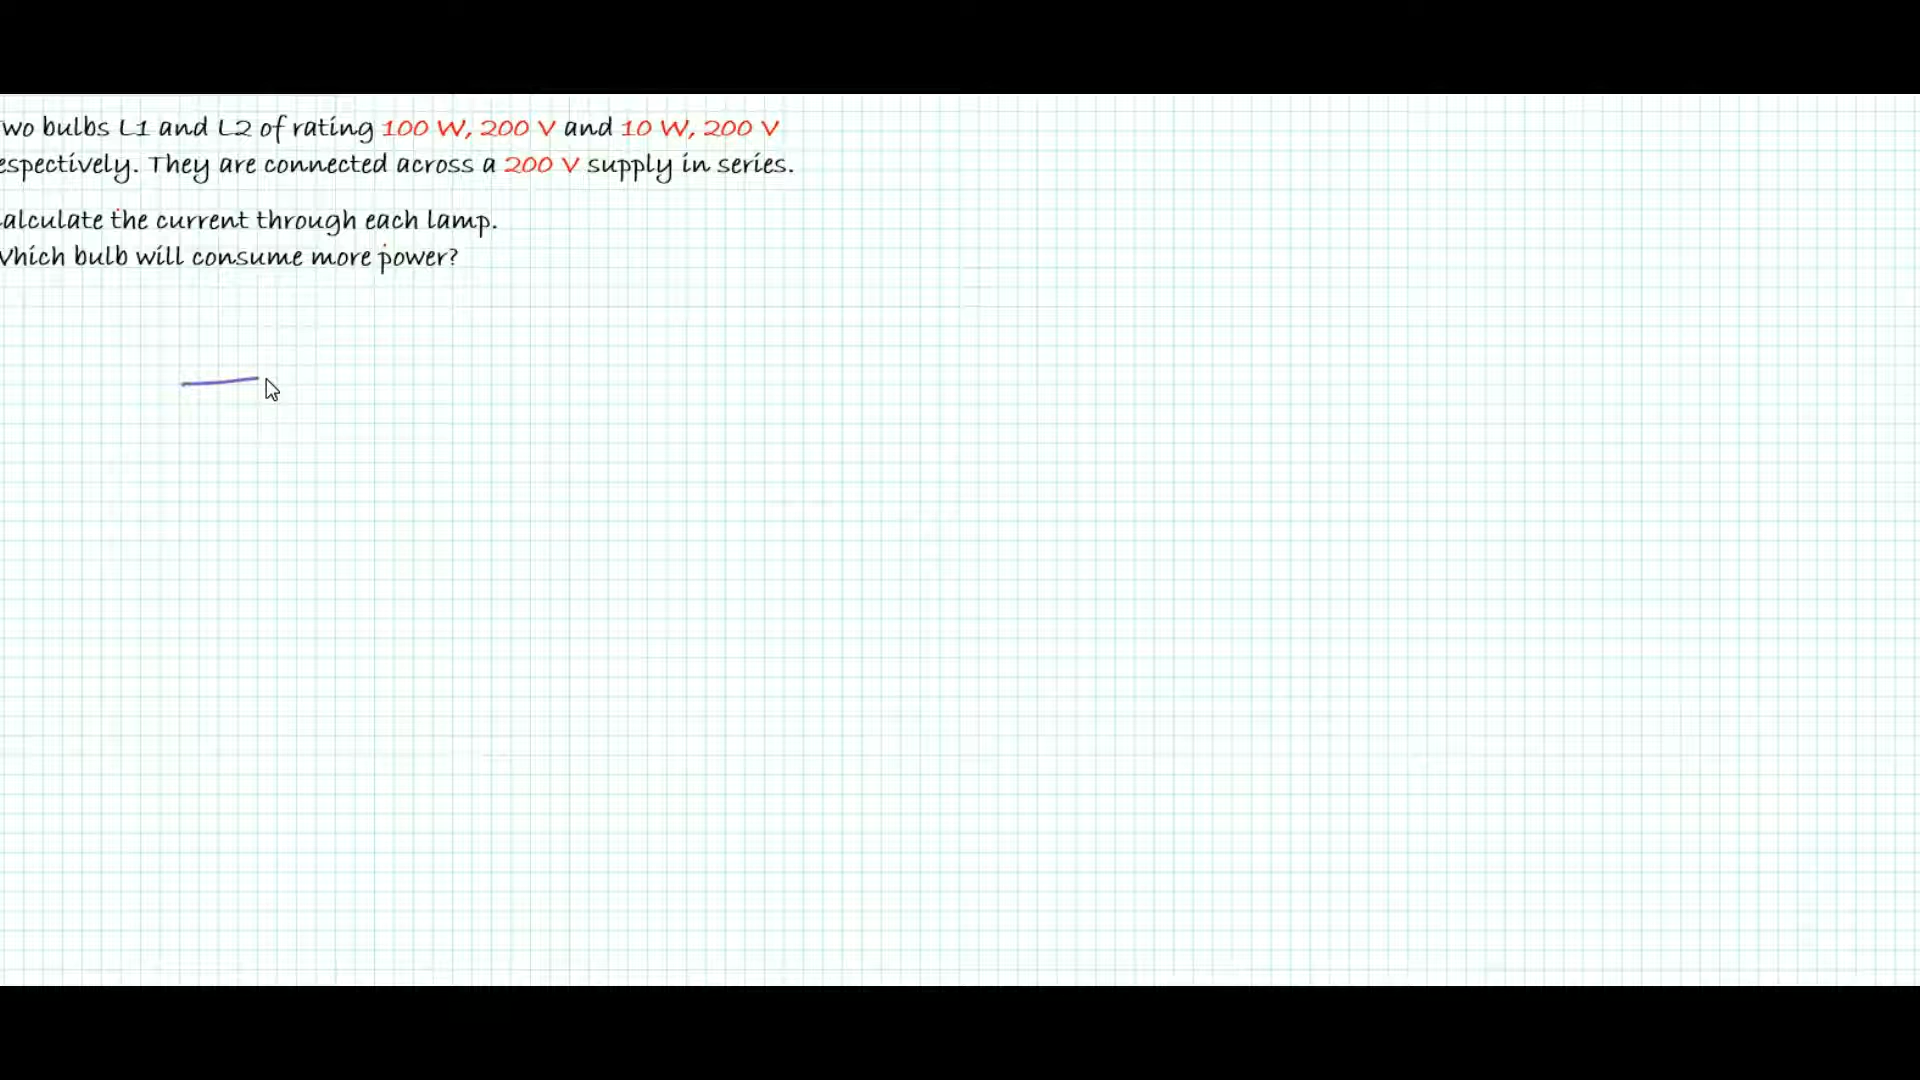 wo bulbs L1 and L2 of rating 100 W, 200 V and 10 W, 200 V
espectively. They are connected across a 200 V supply in series.
alculate the current through each lamp.
Which bulb will consume more power?